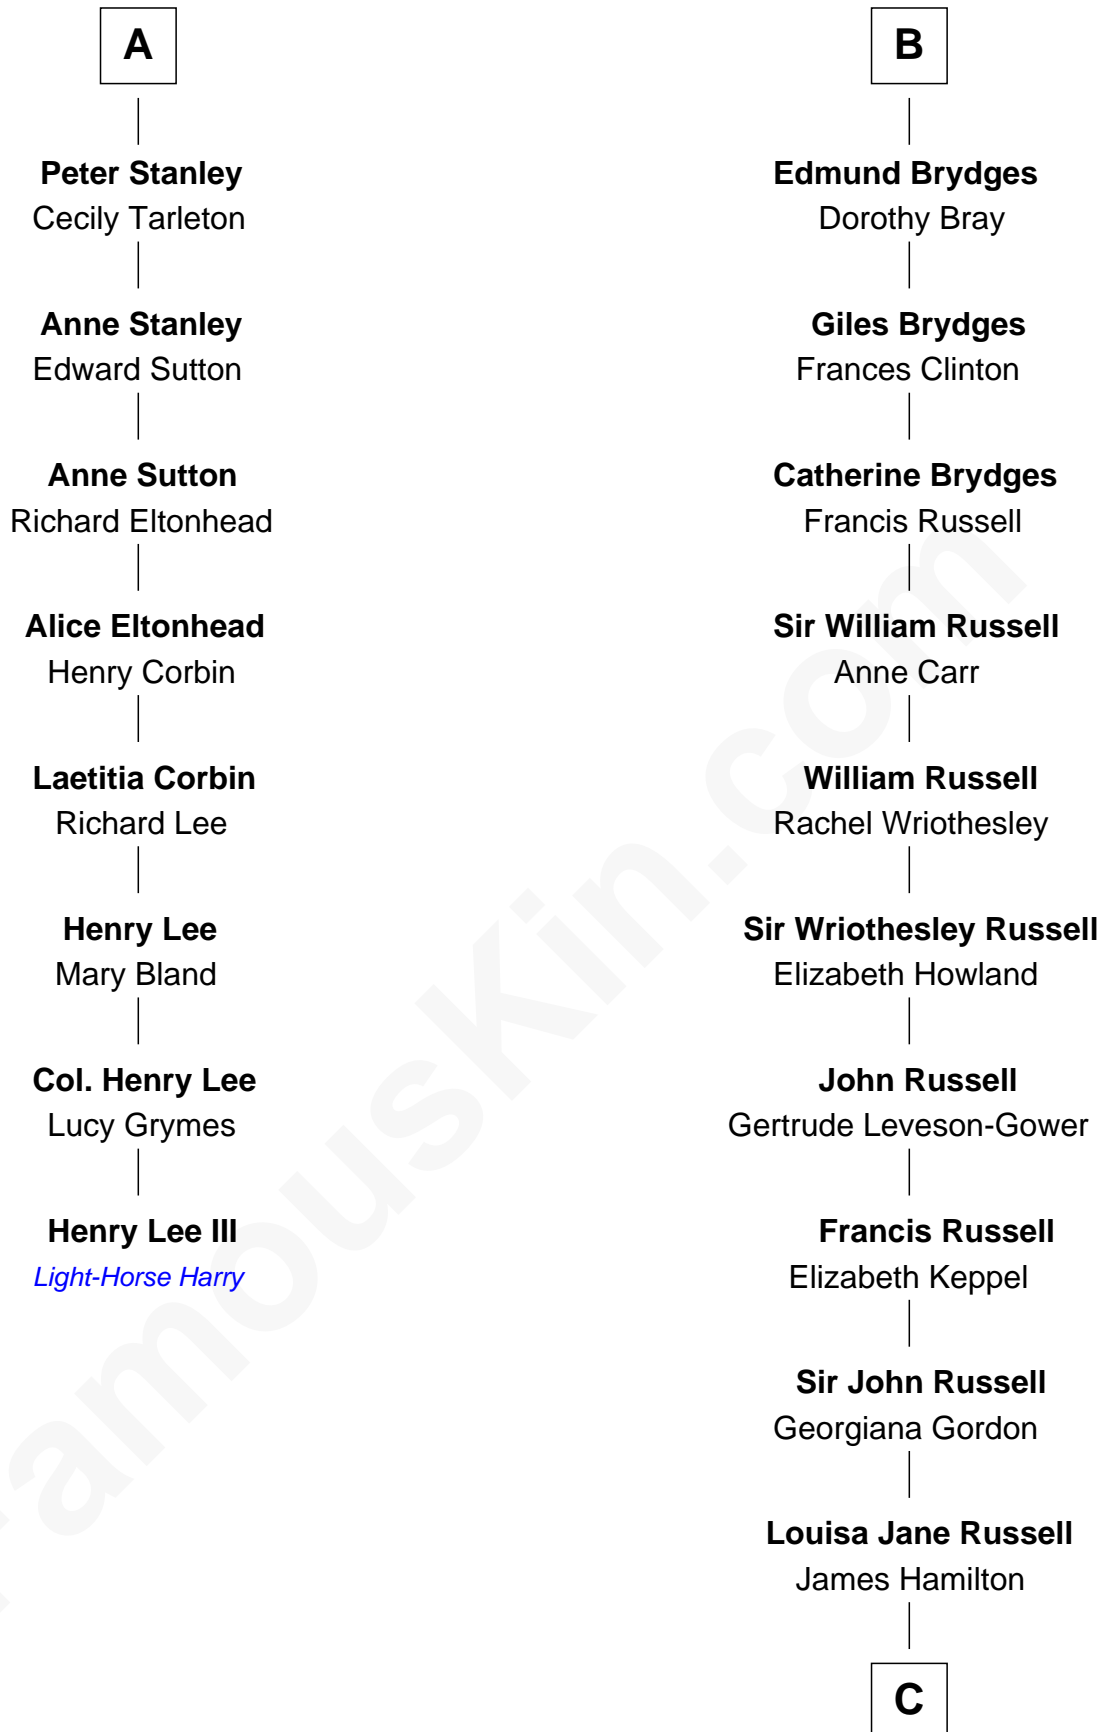 A
Peter Stanley
Cecily Tarleton
Anne Stanley
Edward Sutton
Anne Sutton
Richard Eltonhead
Alice Eltonhead
Henry Corbin
Laetitia Corbin
Richard Lee
Henry Lee
Mary Bland
Col. Henry Lee
Lucy Grymes
Henry Lee III
Light-Horse Harry
B
Edmund Brydges
Dorothy Bray
Giles Brydges
Frances Clinton
Catherine Brydges
Francis Russell
Sir William Russell
Anne Carr
William Russell
Rachel Wriothesley
Sir Wriothesley Russell
Elizabeth Howland
John Russell
Gertrude Leveson-Gower
Francis Russell
Elizabeth Keppel
Sir John Russell
Georgiana Gordon
Louisa Jane Russell
James Hamilton
C
FamousKin.com